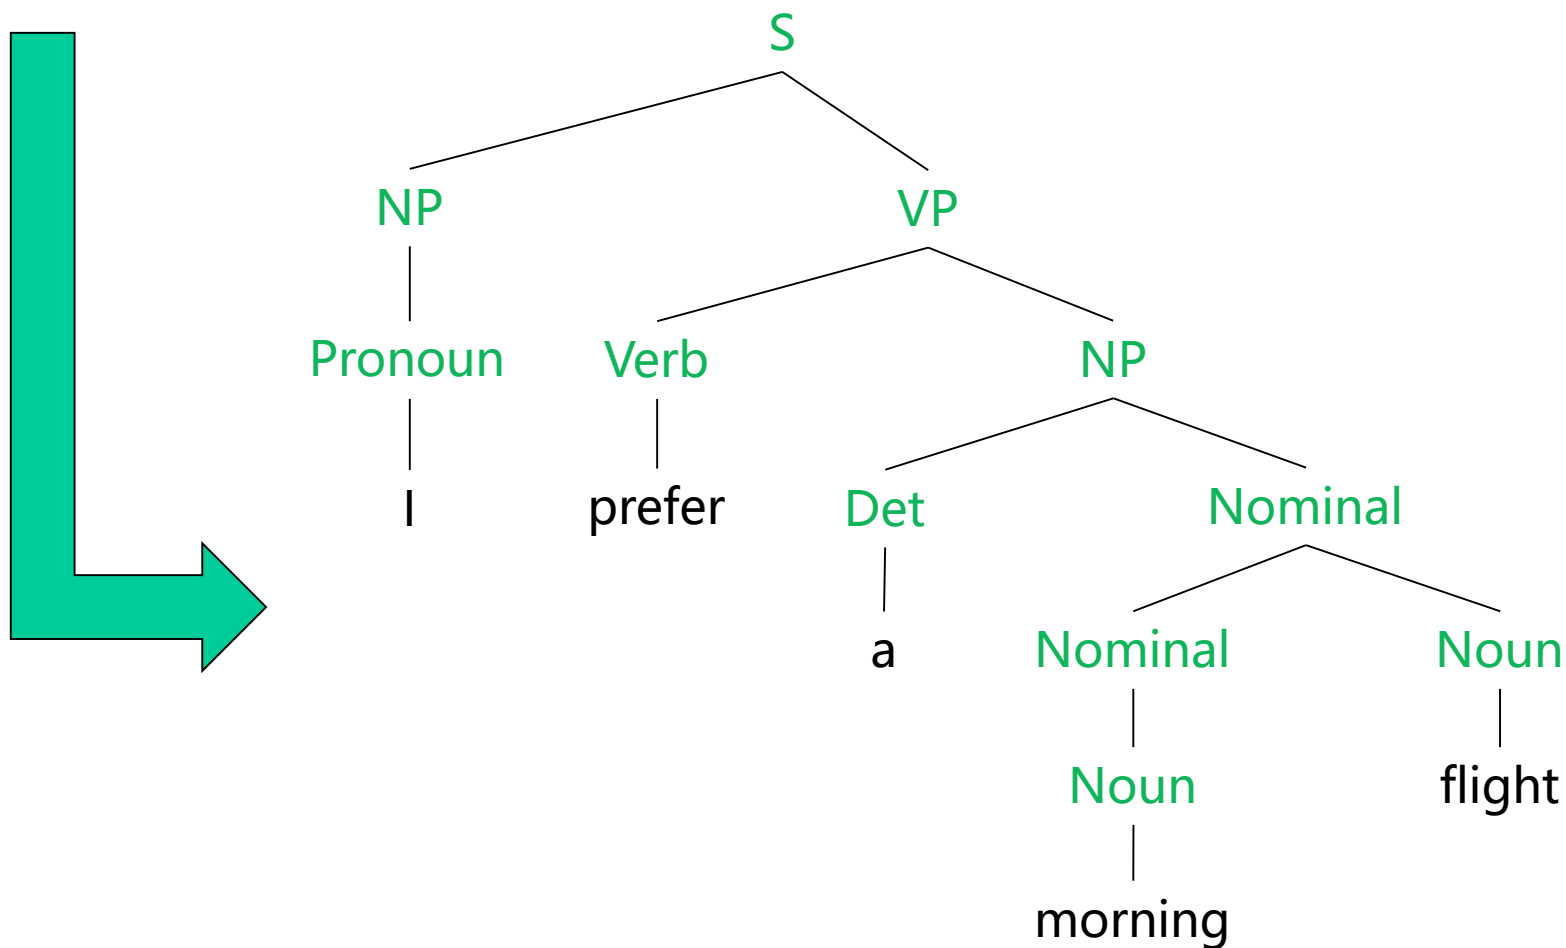 S
NP VP
Pronoun Verb NP
I prefer Det Nominal
a Nominal Noun
Noun flight
morning